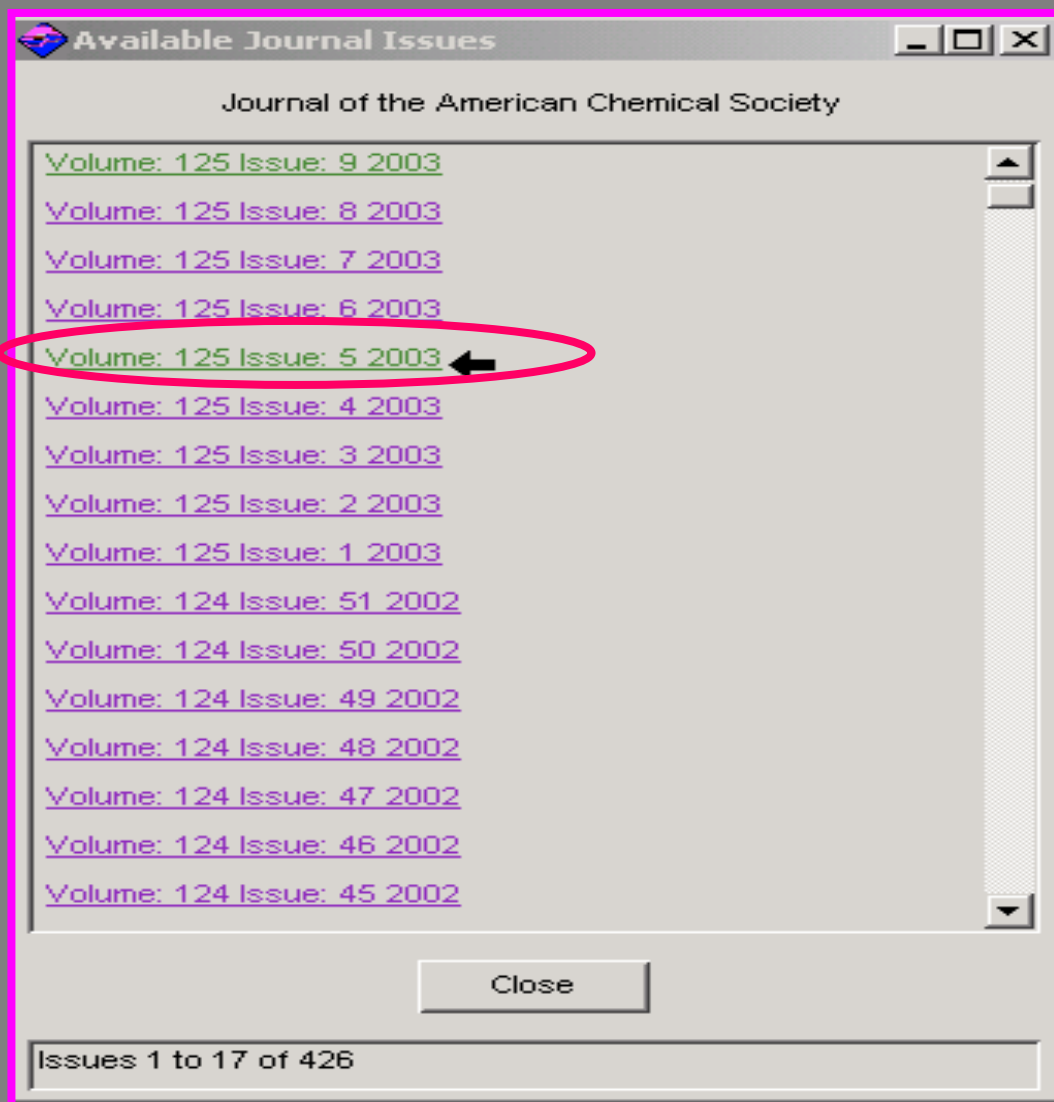 Available Journal Issues
Journal of the American Chemical Society
Volume: 125 Issue: 9 2003
Volume: 125 Issue: 8 2003
Volume: 125 Issue: 7 2003
Volume: 125 Issue: 6 2003
Volume: 125 Issue: 5 2003
Volume: 125 Issue: 4 2003
Volume: 125 Issue: 3 2003
Volume: 125 Issue: 2 2003
Volume: 125 Issue: 1 2003
Volume: 124 Issue: 51 2002
Volume: 124 Issue: 50 2002
Volume: 124 Issue: 49 2002
Volume: 124 Issue: 48 2002
Volume: 124 Issue: 47 2002
Volume: 124 Issue: 46 2002
Volume: 124 Issue: 45 2002
Close
Issues 1 to 17 of 426